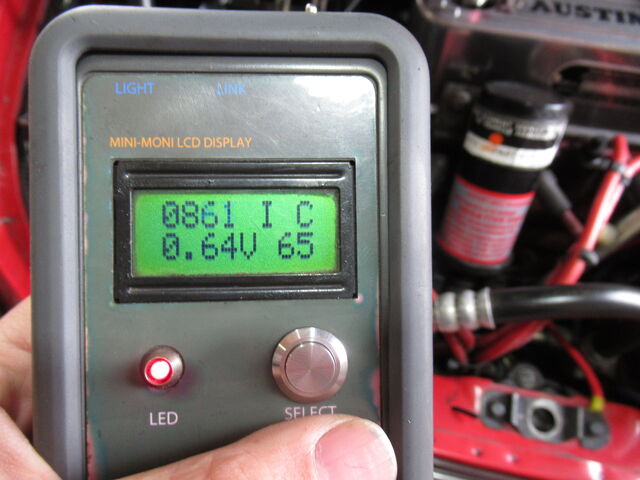 AUSTIN
LIGHT LINK
MINI-MONI LCD DISPLAY
0861 I C
0.64V 65
LED
SELECT